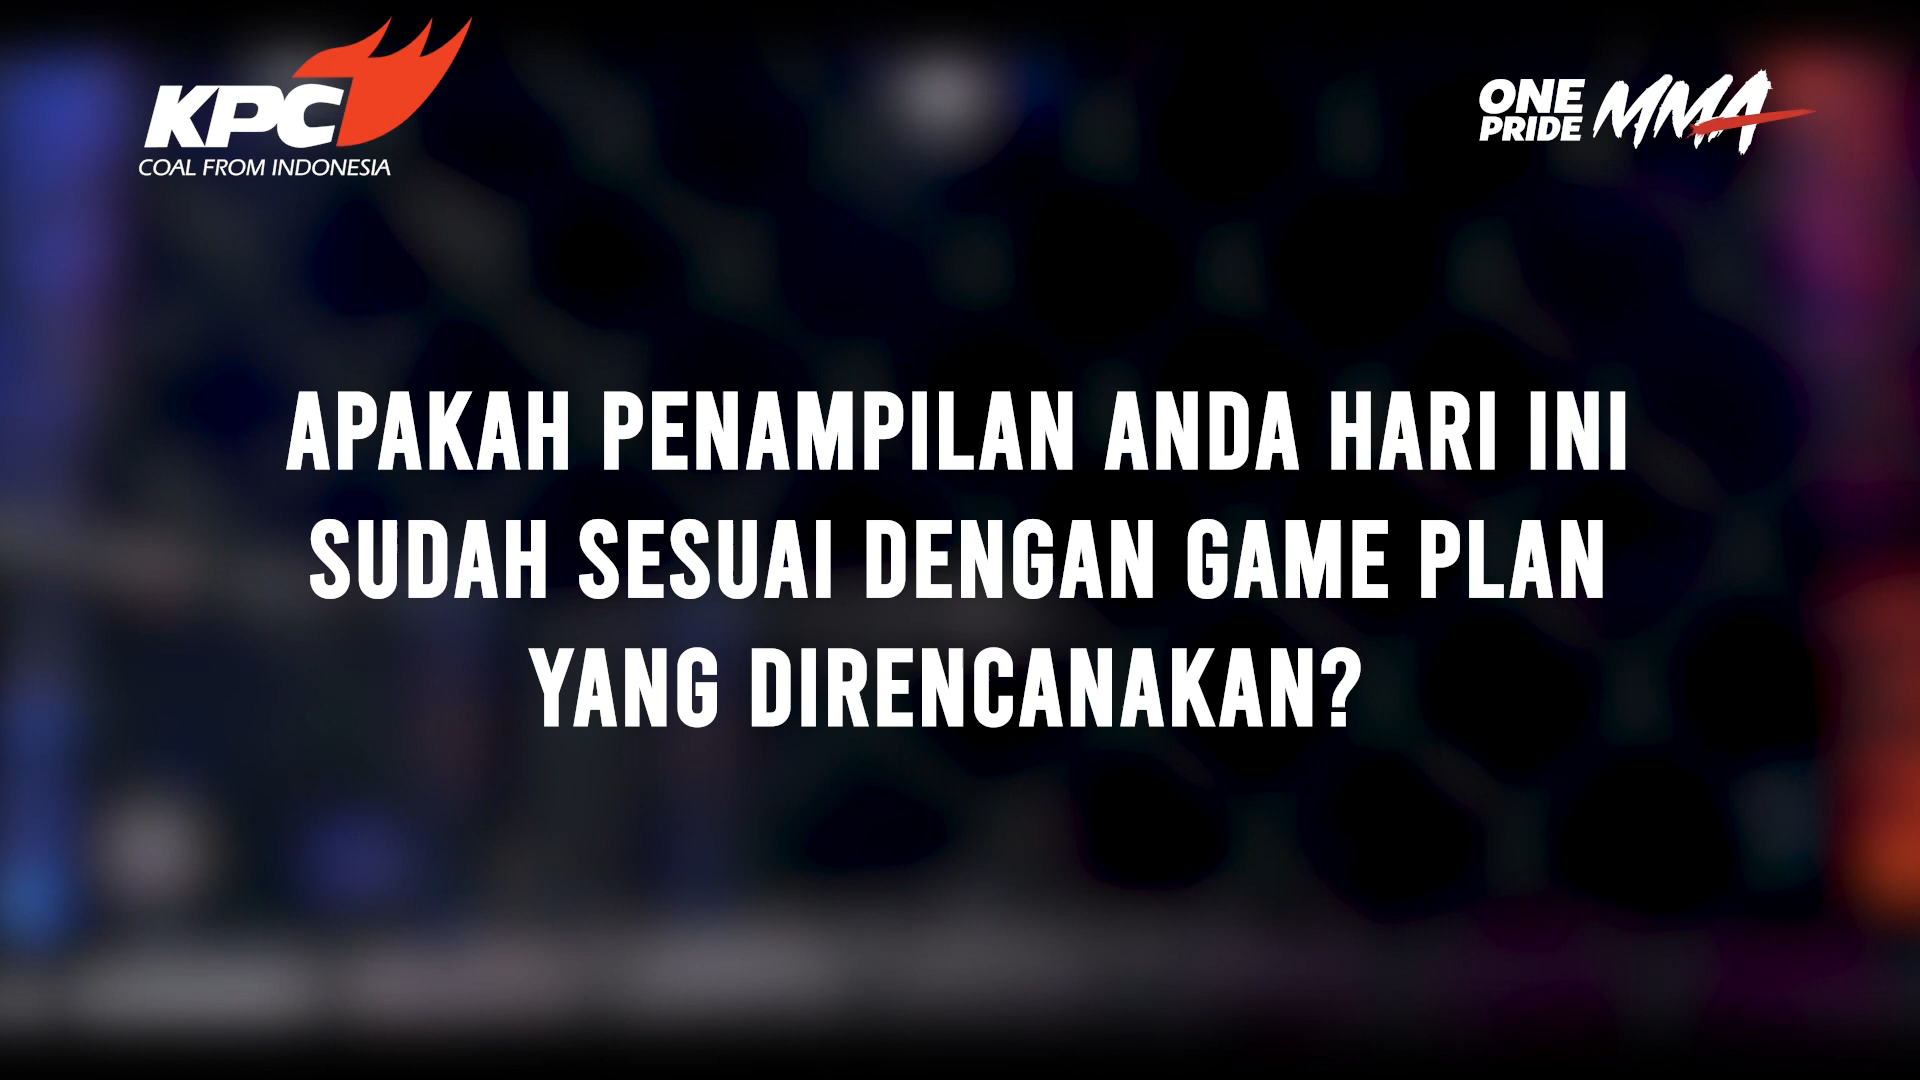 KPC
COAL FROM INDONESIA
ONE
PRIDE MMA
APAKAH PENAMPILAN ANDA HARI INI
SUDAH SESUAI DENGAN GAME PLAN
YANG DIRENCANAKAN?